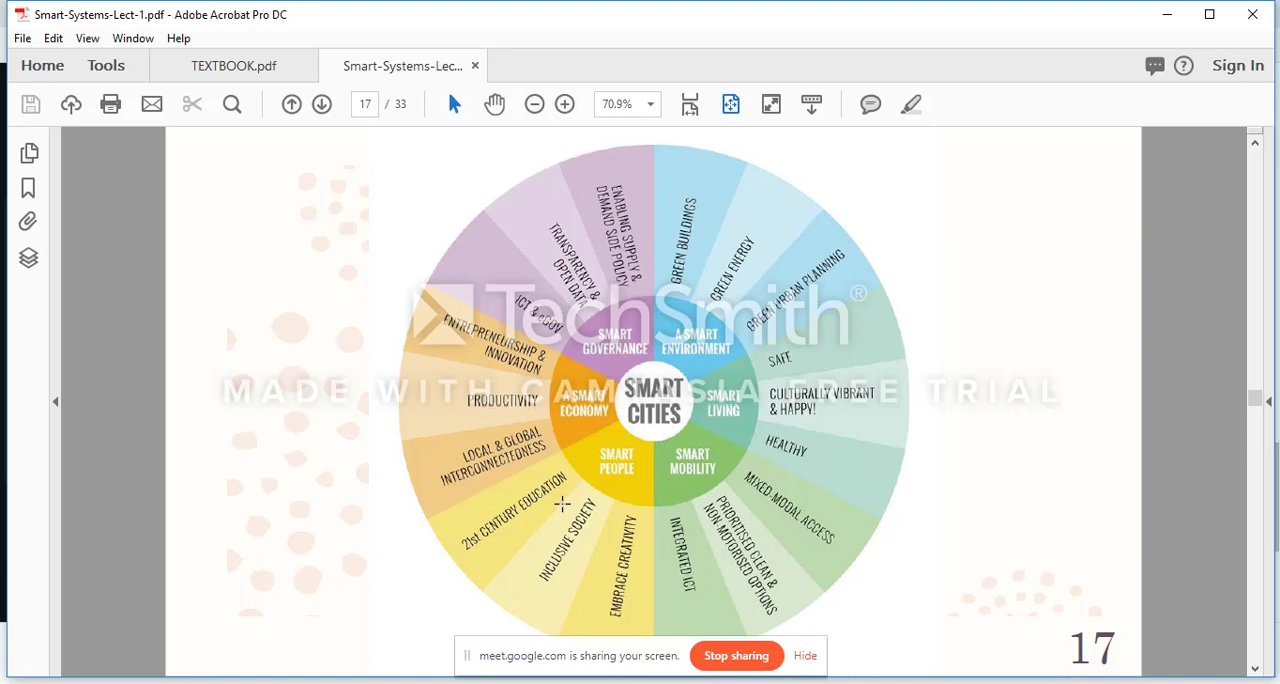 Smart-Systems-Lect-1.pdf - Adobe Acrobat Pro DC
File Edit View Window Help
Home Tools TEXTBOOK.pdf Smart-Systems-Lec... × Sign In
17 / 33 70.9%
ENABLING SUPPLY &
DEMAND SIDE POLICY
TRANSPARENCY &
OPEN DATA
ICT & eGOV
GREEN BUILDINGS
GREEN ENERGY
GREEN URBAN PLANNING
TechSmith®
MADE WITH CAMTASIA FREE TRIAL
SMART
GOVERNANCE
A SMART
ENVIRONMENT
ENTREPRENEURSHIP &
INNOVATION
PRODUCTIVITY
LOCAL & GLOBAL
INTERCONNECTEDNESS
A SMART
ECONOMY
SMART
CITIES
SMART
LIVING
SAFE
CULTURALLY VIBRANT
& HAPPY!
HEALTHY
SMART
PEOPLE
SMART
MOBILITY
21st CENTURY EDUCATION
INCLUSIVE SOCIETY
EMBRACE CREATIVITY
INTEGRATED ICT
PRIORITISED CLEAN &
NON MOTORISED OPTIONS
MIXED-MODAL ACCESS
17
meet.google.com is sharing your screen. Stop sharing Hide